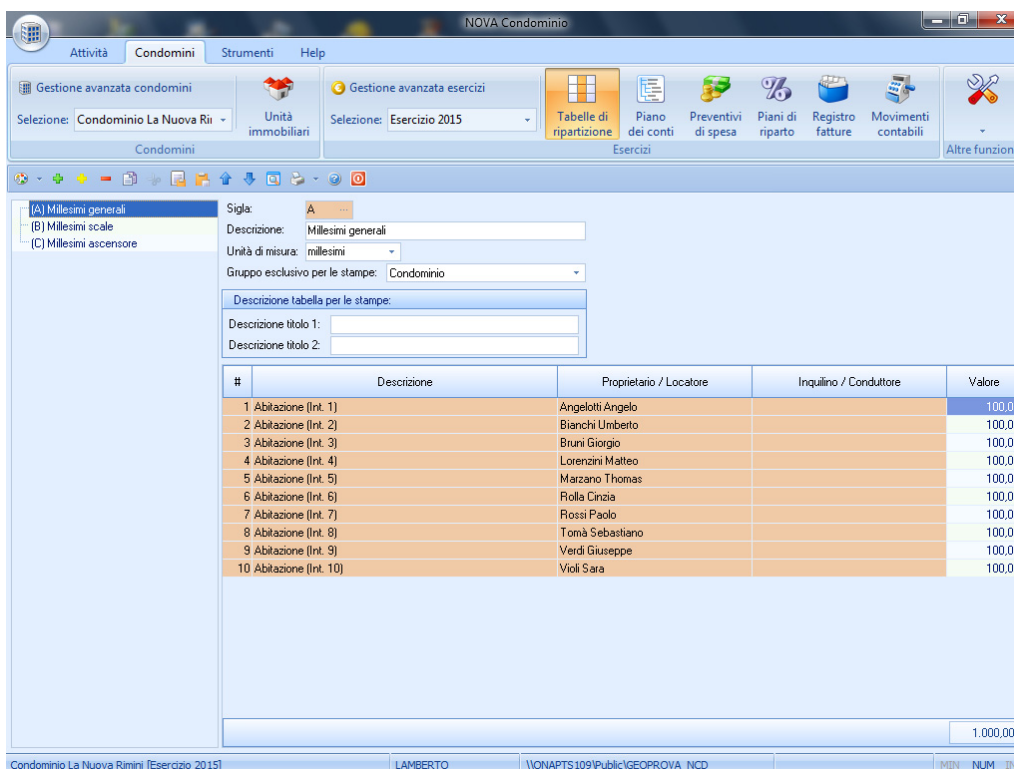 NOVA Condominio
Attività Condomini Strumenti Help
Gestione avanzata condomini
Selezione: Condominio La Nuova Rir
Unità immobiliari
Condomini
Gestione avanzata esercizi
Selezione: Esercizio 2015
Tabelle di ripartizione
Piano dei conti
Preventivi di spesa
Piani di riparto
Registro fatture
Movimenti contabili
Esercizi
Altre funzion
(A) Millesimi generali
(B) Millesimi scale
(C) Millesimi ascensore
Sigla: A ...
Descrizione: Millesimi generali
Unità di misura: millesimi
Gruppo esclusivo per le stampe: Condominio
Descrizione tabella per le stampe:
Descrizione titolo 1:
Descrizione titolo 2:
# Descrizione Proprietario / Locatore Inquilino / Conduttore Valore
1 Abitazione (Int. 1) Angelotti Angelo 100,0
2 Abitazione (Int. 2) Bianchi Umberto 100,0
3 Abitazione (Int. 3) Bruni Giorgio 100,0
4 Abitazione (Int. 4) Lorenzini Matteo 100,0
5 Abitazione (Int. 5) Marzano Thomas 100,0
6 Abitazione (Int. 6) Rolla Cinzia 100,0
7 Abitazione (Int. 7) Rossi Paolo 100,0
8 Abitazione (Int. 8) Tomà Sebastiano 100,0
9 Abitazione (Int. 9) Verdi Giuseppe 100,0
10 Abitazione (Int. 10) Violi Sara 100,0
1.000,00
Condominio La Nuova Rimini [Esercizio 2015] LAMBERTO \\ONAPTS109\Public\GEOPROVA_NCD MIN NUM IN